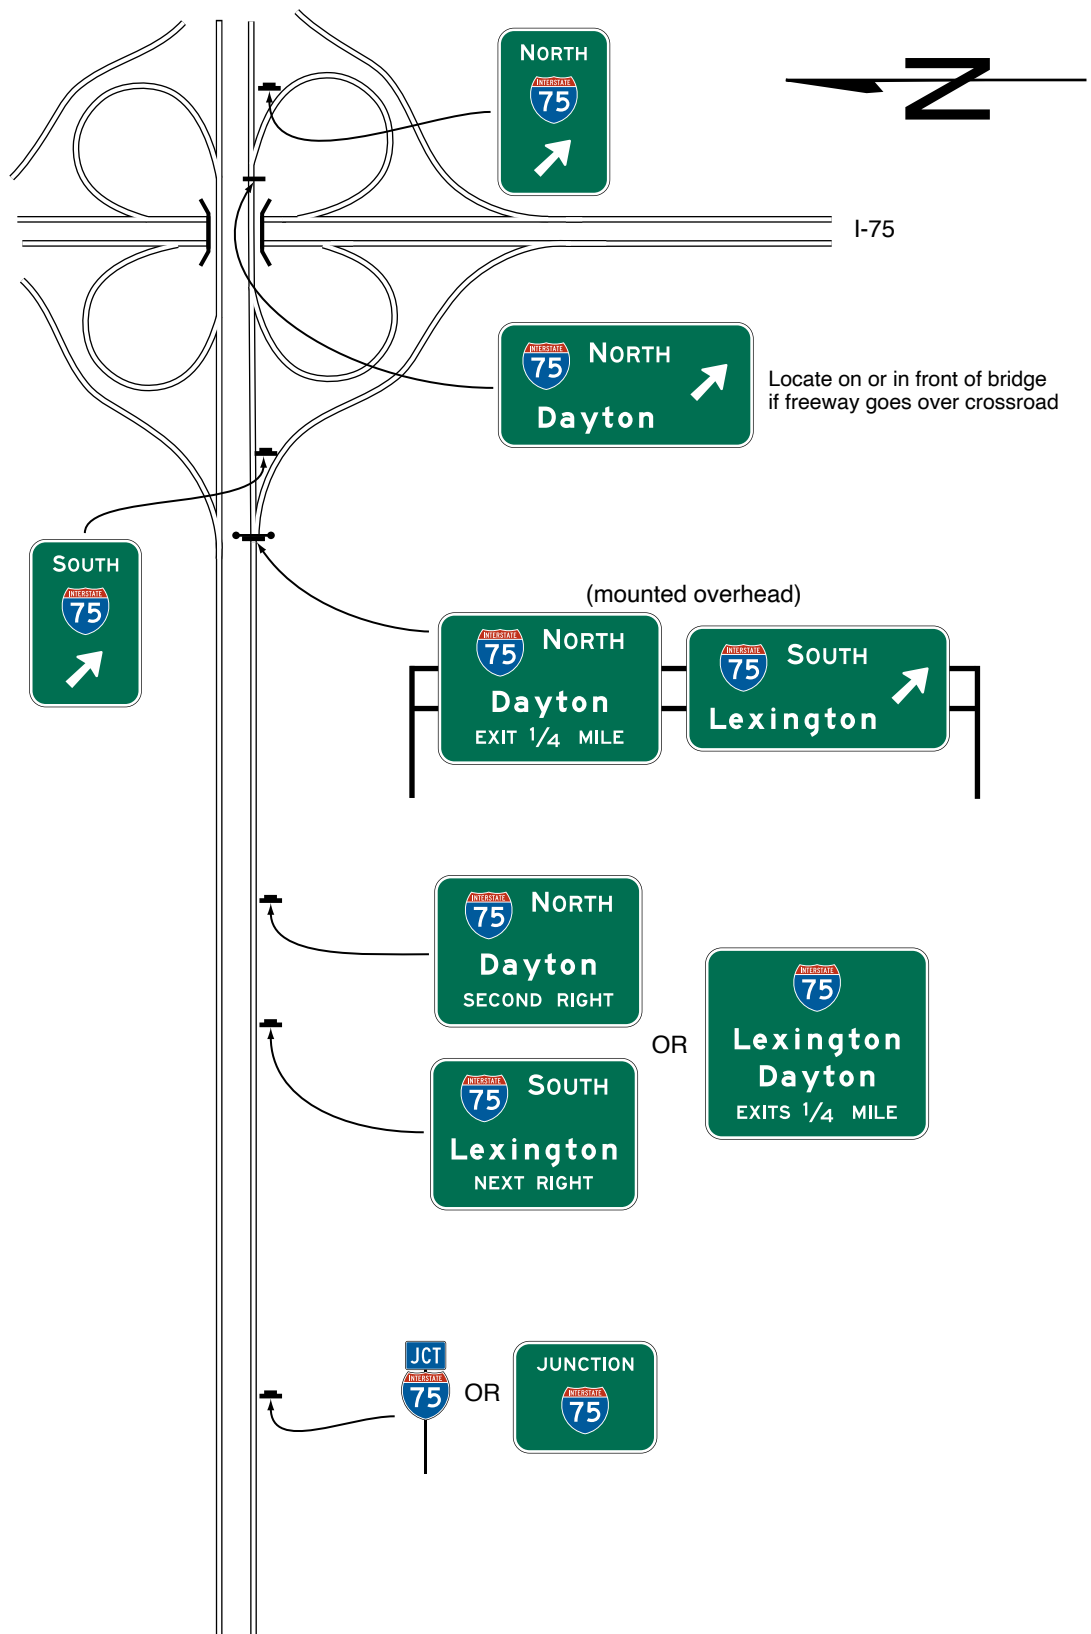 NORTH
INTERSTATE
75
N
I-75
INTERSTATE
75
NORTH
Dayton
Locate on or in front of bridge
if freeway goes over crossroad
SOUTH
INTERSTATE
75
(mounted overhead)
INTERSTATE
75
NORTH
Dayton
EXIT 1/4 MILE
INTERSTATE
75
SOUTH
Lexington
INTERSTATE
75
NORTH
Dayton
SECOND RIGHT
INTERSTATE
75
SOUTH
Lexington
NEXT RIGHT
OR
INTERSTATE
75
Lexington
Dayton
EXITS 1/4 MILE
JCT
INTERSTATE
75
OR
JUNCTION
INTERSTATE
75